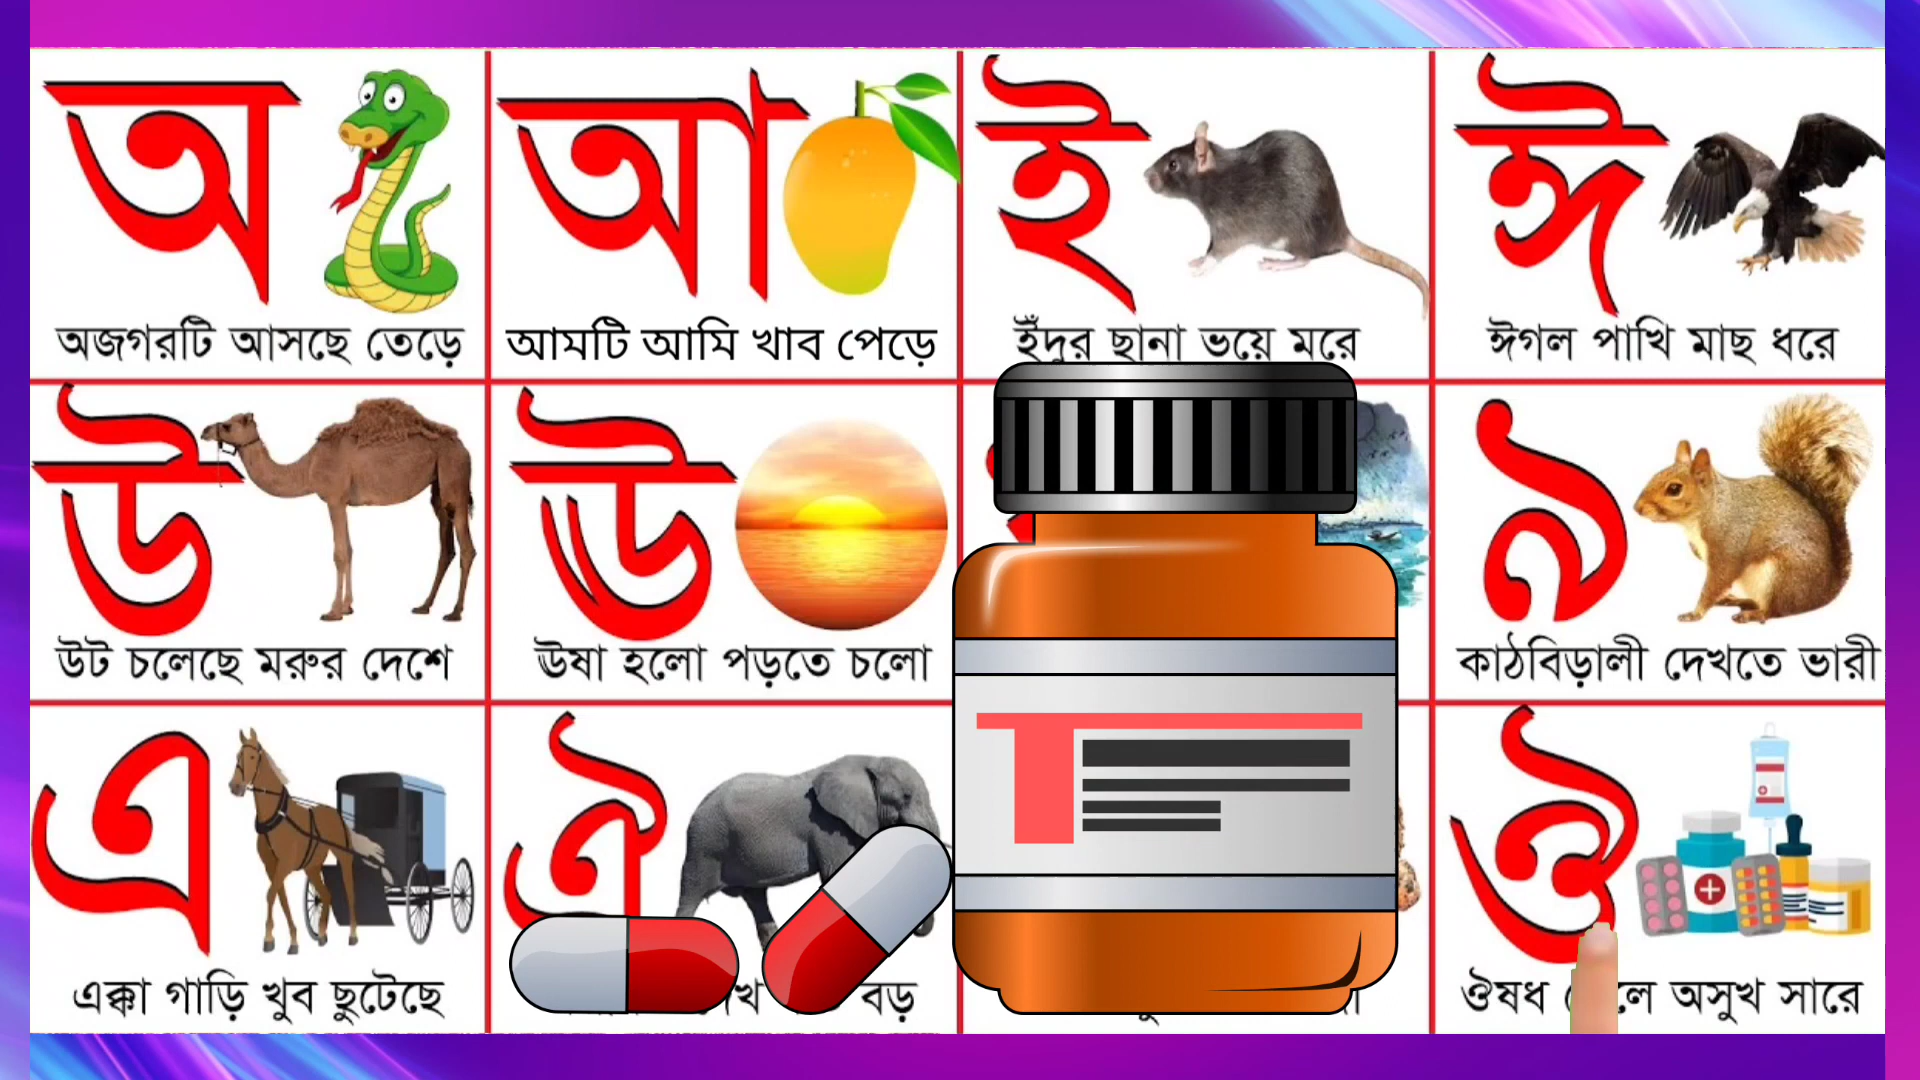 অ
আ
ই
ঈ
অজগরটি আসছে তেড়ে
আমটি আমি খাব পেড়ে
ইঁদুর ছানা ভয়ে মরে
ঈগল পাখি মাছ ধরে
উ
ঊ
ঌ
উট চলেছে মরুর দেশে
ঊষা হলো পড়তে চলো
কাঠবিড়ালী দেখতে ভারী
এ
ঐ
ঔ
এক্কা গাড়ি খুব ছুটেছে
বড়
ঔষধ অসুখ সারে